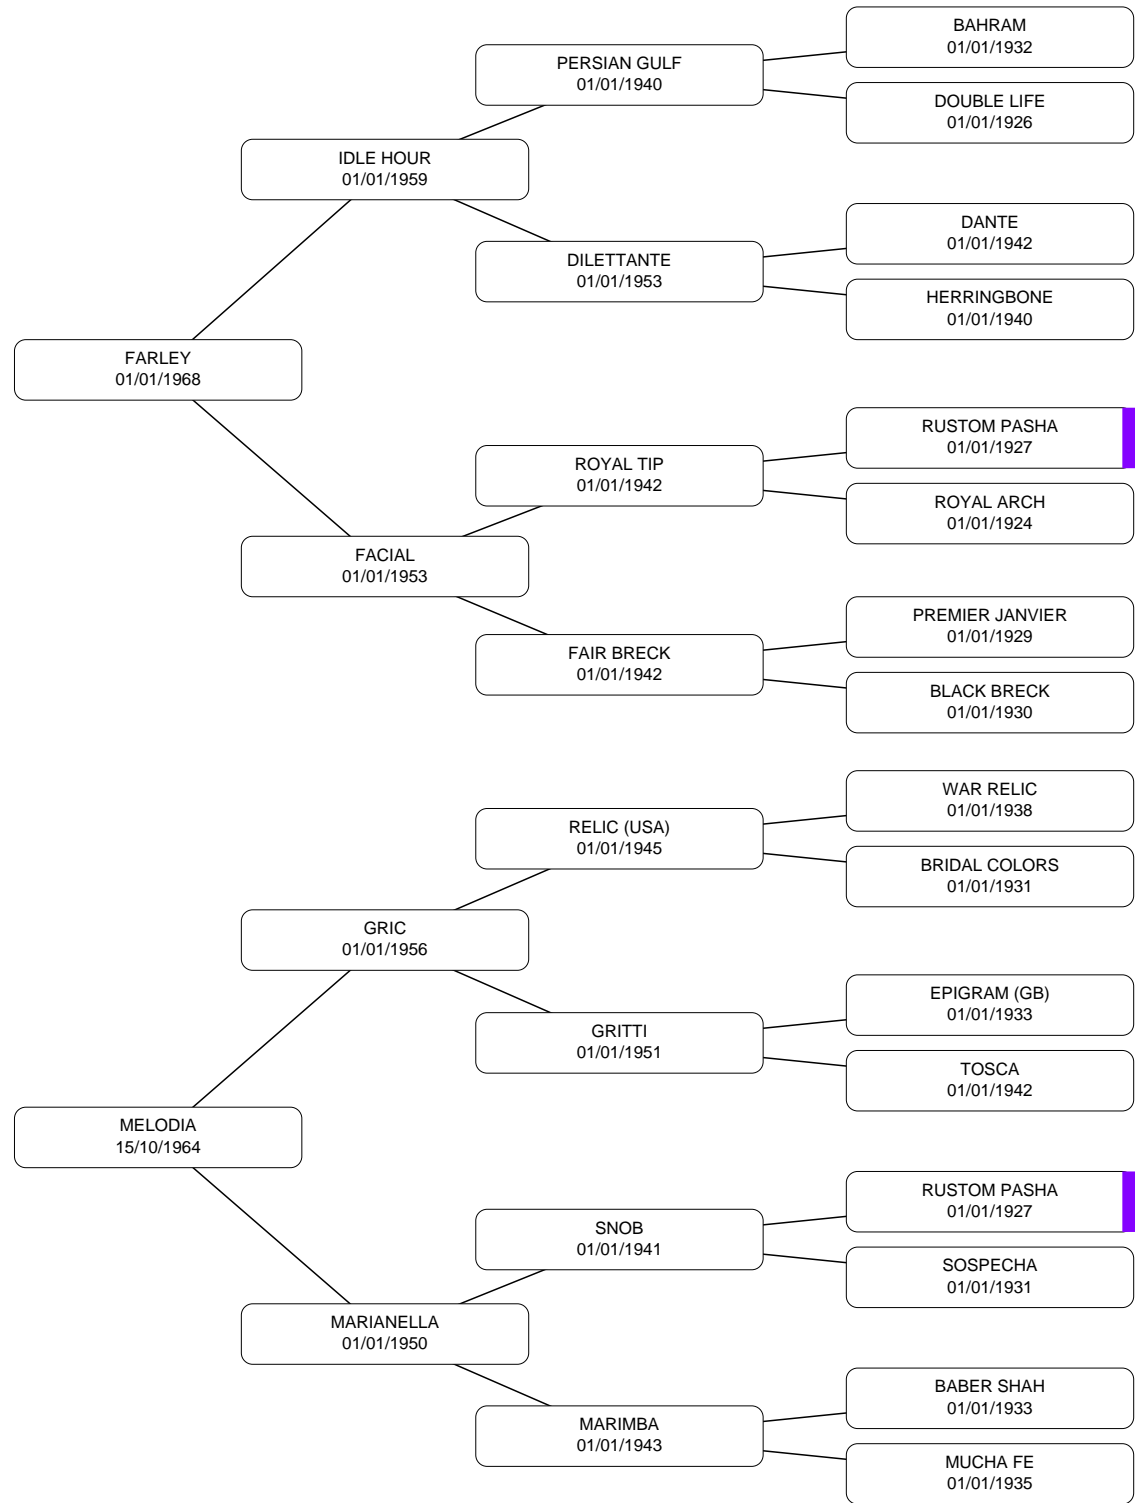 BAHRAM
01/01/1932
PERSIAN GULF
01/01/1940
DOUBLE LIFE
01/01/1926
IDLE HOUR
01/01/1959
DANTE
01/01/1942
DILETTANTE
01/01/1953
HERRINGBONE
01/01/1940
FARLEY
01/01/1968
RUSTOM PASHA
01/01/1927
ROYAL TIP
01/01/1942
ROYAL ARCH
01/01/1924
FACIAL
01/01/1953
PREMIER JANVIER
01/01/1929
FAIR BRECK
01/01/1942
BLACK BRECK
01/01/1930
WAR RELIC
01/01/1938
RELIC (USA)
01/01/1945
BRIDAL COLORS
01/01/1931
GRIC
01/01/1956
EPIGRAM (GB)
01/01/1933
GRITTI
01/01/1951
TOSCA
01/01/1942
MELODIA
15/10/1964
RUSTOM PASHA
01/01/1927
SNOB
01/01/1941
SOSPECHA
01/01/1931
MARIANELLA
01/01/1950
BABER SHAH
01/01/1933
MARIMBA
01/01/1943
MUCHA FE
01/01/1935